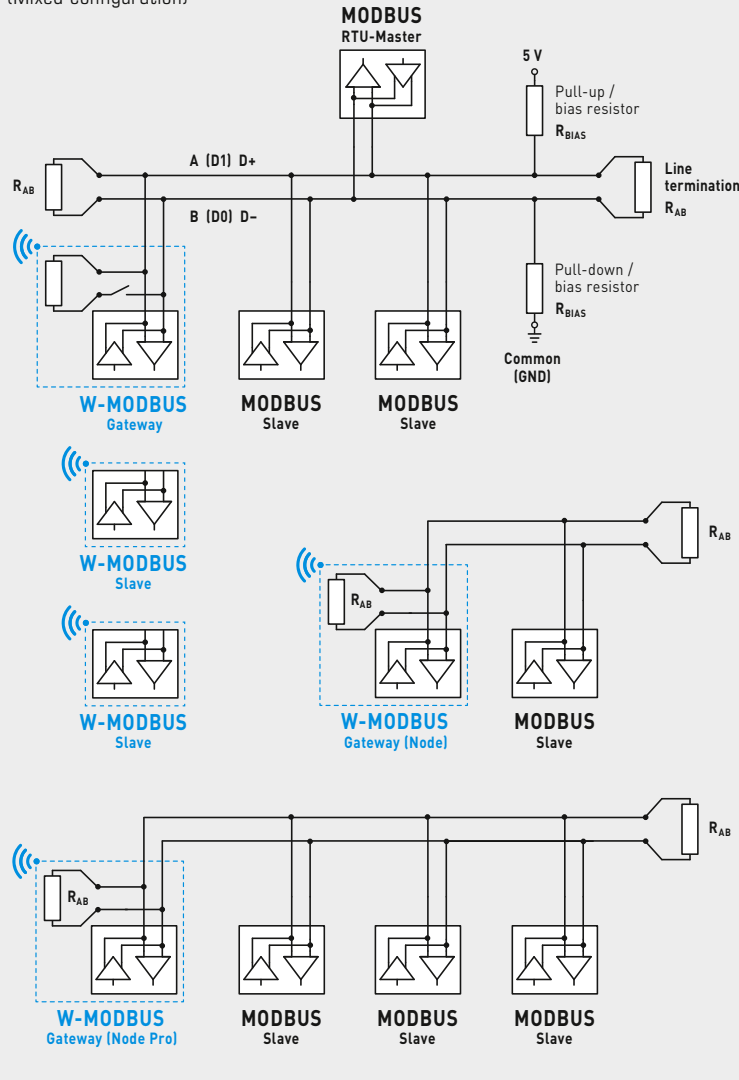 (Mixed configuration)
MODBUS
RTU-Master
5 V
Pull-up /
bias resistor
RBIAS
A (D1) D+
RAB
B (D0) D–
Line
termination
RAB
Pull-down /
bias resistor
RBIAS
Common
(GND)
W-MODBUS
Gateway
MODBUS
Slave
MODBUS
Slave
W-MODBUS
Slave
RAB
RAB
W-MODBUS
Slave
W-MODBUS
Gateway (Node)
MODBUS
Slave
RAB
RAB
W-MODBUS
Gateway (Node Pro)
MODBUS
Slave
MODBUS
Slave
MODBUS
Slave